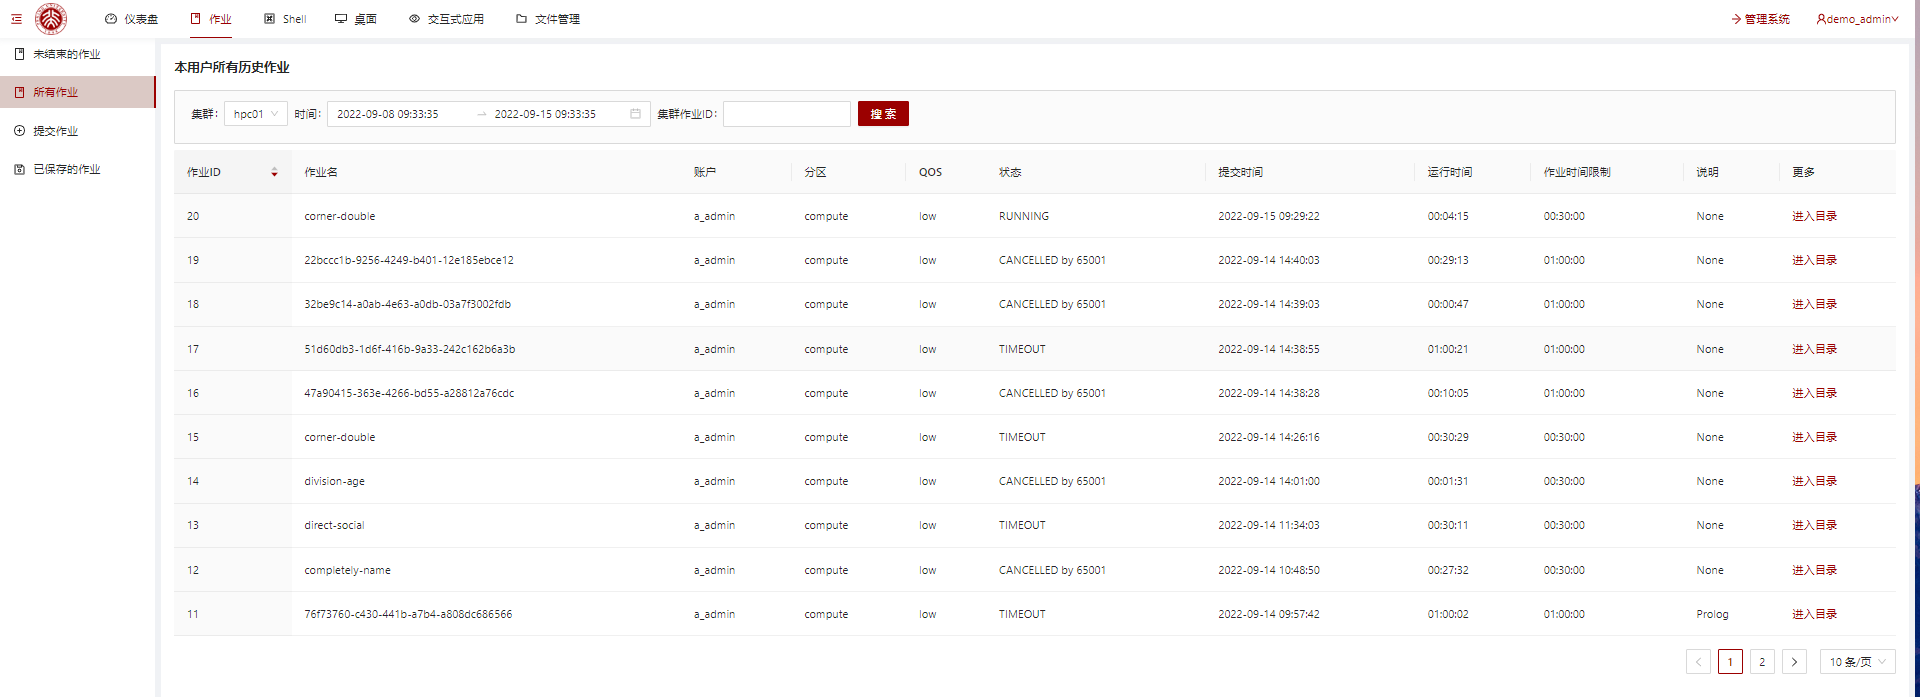 仪表盘 作业 Shell 桌面 交互式应用 文件管理 管理系统 demo_admin
未结束的作业
所有作业
提交作业
已保存的作业
本用户所有历史作业
集群: hpc01 时间: 2022-09-08 09:33:35 → 2022-09-15 09:33:35 集群作业ID: 搜 索
作业ID 作业名 账户 分区 QOS 状态 提交时间 运行时间 作业时间限制 说明 更多
20 corner-double a_admin compute low RUNNING 2022-09-15 09:29:22 00:04:15 00:30:00 None 进入目录
19 22bccc1b-9256-4249-b401-12e185ebce12 a_admin compute low CANCELLED by 65001 2022-09-14 14:40:03 00:29:13 01:00:00 None 进入目录
18 32be9c14-a0ab-4e63-a0db-03a7f3002fdb a_admin compute low CANCELLED by 65001 2022-09-14 14:39:03 00:00:47 01:00:00 None 进入目录
17 51d60db3-1d6f-416b-9a33-242c162b6a3b a_admin compute low TIMEOUT 2022-09-14 14:38:55 01:00:21 01:00:00 None 进入目录
16 47a90415-363e-4266-bd55-a28812a76cdc a_admin compute low CANCELLED by 65001 2022-09-14 14:38:28 00:10:05 01:00:00 None 进入目录
15 corner-double a_admin compute low TIMEOUT 2022-09-14 14:26:16 00:30:29 00:30:00 None 进入目录
14 division-age a_admin compute low CANCELLED by 65001 2022-09-14 14:01:00 00:01:31 00:30:00 None 进入目录
13 direct-social a_admin compute low TIMEOUT 2022-09-14 11:34:03 00:30:11 00:30:00 None 进入目录
12 completely-name a_admin compute low CANCELLED by 65001 2022-09-14 10:48:50 00:27:32 00:30:00 None 进入目录
11 76f73760-c430-441b-a7b4-a808dc686566 a_admin compute low TIMEOUT 2022-09-14 09:57:42 01:00:02 01:00:00 Prolog 进入目录
1 2 10 条/页